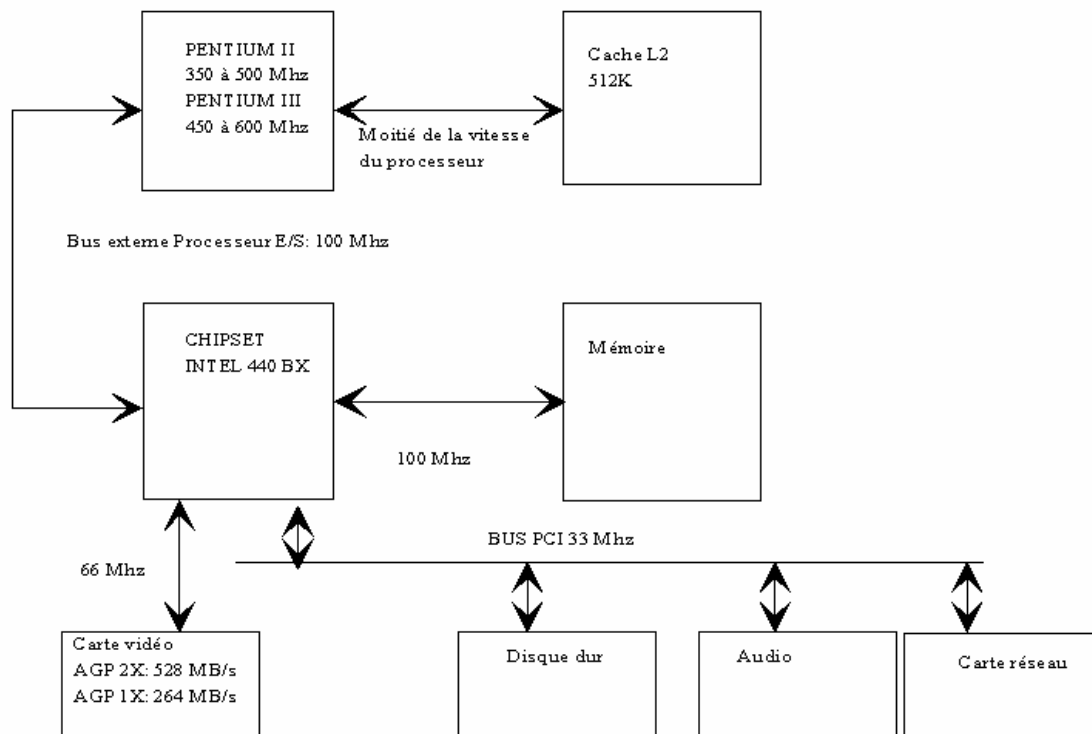 PENTIUM II
350 à 500 Mhz
PENTIUM III
450 à 600 Mhz
Cache L2
512K
Moitié de la vitesse
du processeur
Bus externe Processeur E/S: 100 Mhz
CHIPSET
INTEL 440 BX
Mémoire
100 Mhz
BUS PCI 33 Mhz
66 Mhz
Carte vidéo
AGP 2X: 528 MB/s
AGP 1X: 264 MB/s
Disque dur
Audio
Carte réseau